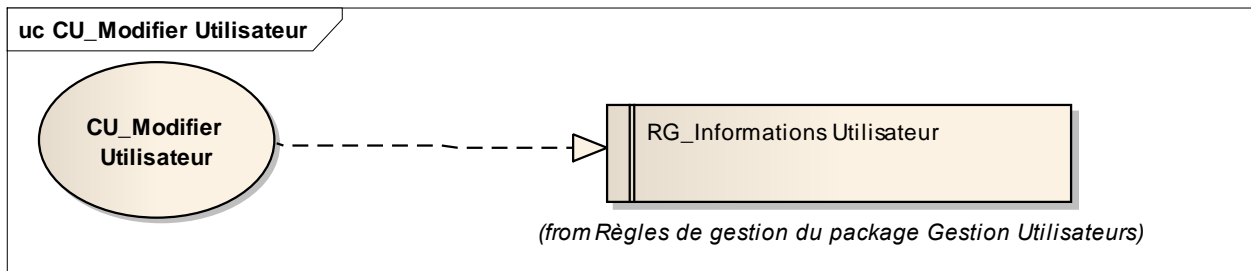 uc CU_Modifier Utilisateur
CU_Modifier
Utilisateur
RG_Informations Utilisateur
(from Règles de gestion du package Gestion Utilisateurs)